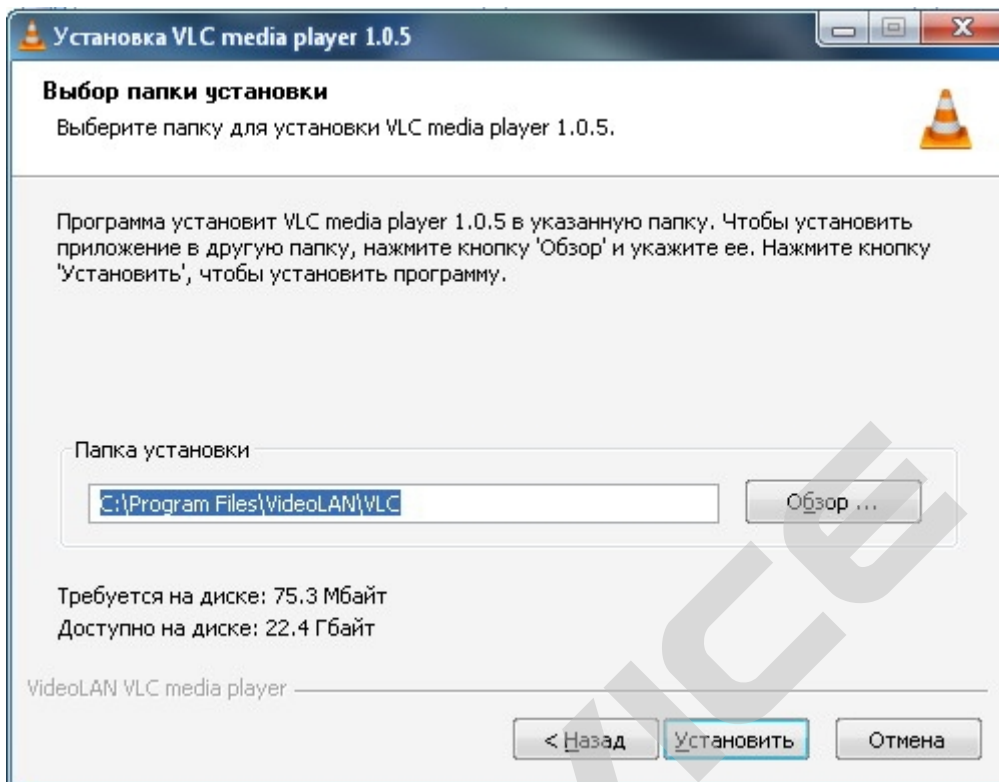 Установка VLC media player 1.0.5
Выбор папки установки
Выберите папку для установки VLC media player 1.0.5.
Программа установит VLC media player 1.0.5 в указанную папку. Чтобы установить
приложение в другую папку, нажмите кнопку 'Обзор' и укажите ее. Нажмите кнопку
'Установить', чтобы установить программу.
Папка установки
C:\Program Files\VideoLAN\VLC
Обзор ...
Требуется на диске: 75.3 Мбайт
Доступно на диске: 22.4 Гбайт
VideoLAN VLC media player
< Назад
Установить
Отмена